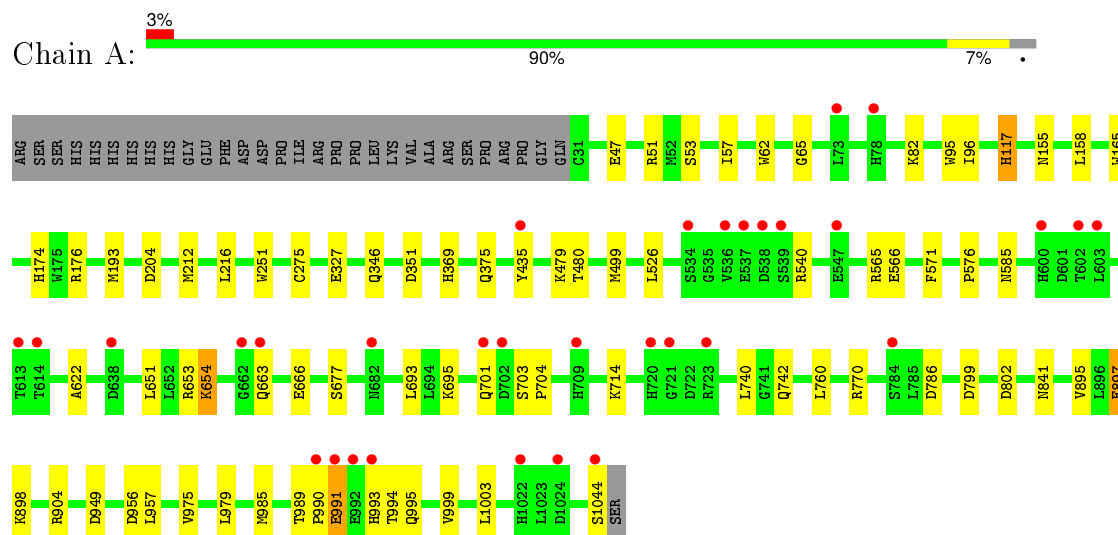 3%
Chain A:
90%
7%
•
ARG SER SER HIS HIS HIS HIS HIS HIS GLY GLU PHE ASP ASP PRO ILE ARG PRO PRO LEU LYS VAL ALA ARG SER PRO ARG PRO GLY GLN C31 E47 R51 M52 S53 I57 W62 G65 L73 H78 K82 W95 I96 H117 N155 L158 W165
H174 W175 R176 M193 D204 M212 L216 W251 C275 E327 Q346 D351 H369 Q375 Y435 K479 T480 M499 L526 S534 G535 V536 E537 D538 S539 R540 E547 R565 E566 F571 P576 N585 H600 D601 T602 L603
T613 T614 A622 D638 L651 L652 R653 K654 G662 Q663 E666 S677 N682 L693 L694 K695 Q701 D702 S703 P704 H709 K714 H720 G721 D722 R723 L740 G741 Q742 L760 R770 S784 L785 D786 D799 D802 N841 V895 L896
K898 R904 D949 D956 L957 V975 L979 M985 T989 P990 E991 E992 H993 T994 Q995 V999 L1003 H1022 L1023 D1024 S1044 SER